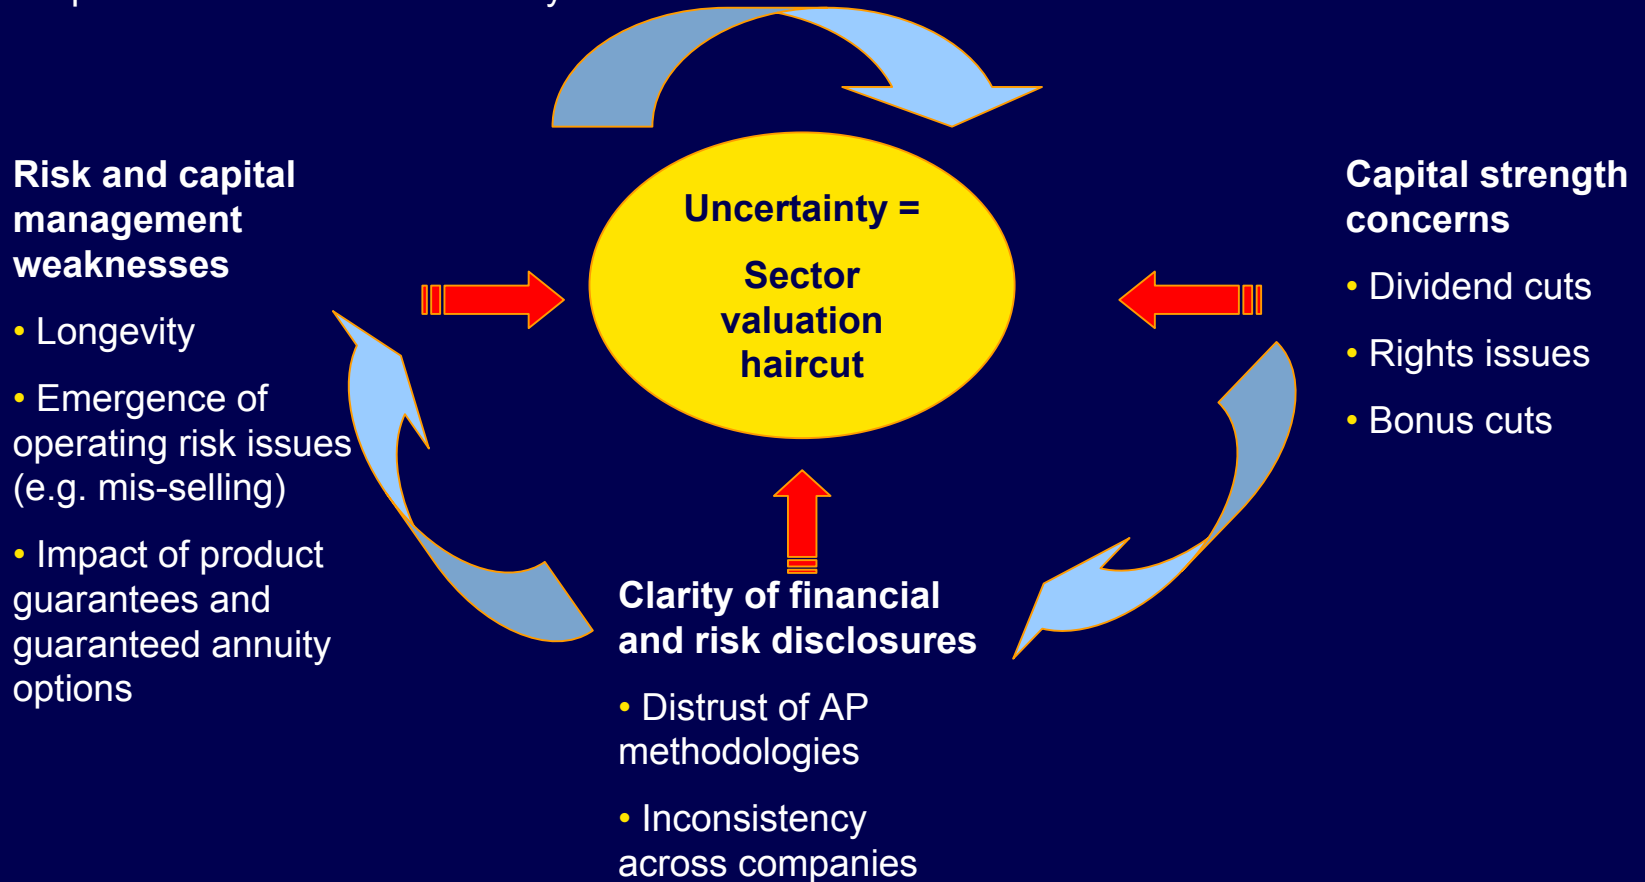 Risk and capital
management
weaknesses
• Longevity
• Emergence of
operating risk issues
(e.g. mis-selling)
• Impact of product
guarantees and
guaranteed annuity
options
Uncertainty =
Sector
valuation
haircut
Capital strength
concerns
• Dividend cuts
• Rights issues
• Bonus cuts
Clarity of financial
and risk disclosures
• Distrust of AP
methodologies
• Inconsistency
across companies